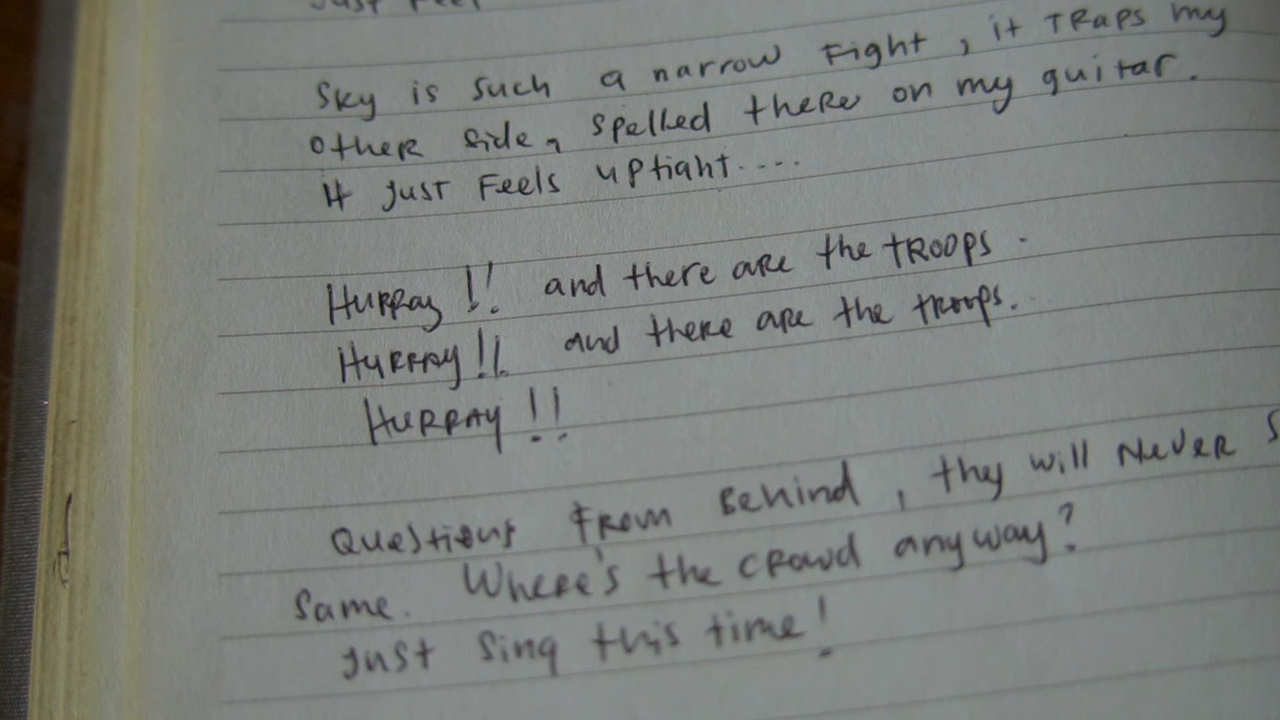 Just Feel
Sky is such a narrow Fight, it TRaps my
other side, spelled theRe on my guitar.
It JusT Feels uptight....
HuRRay!! and there aRe the tROOPS.
HuRRAy!! and theRe aRe the tRoops.
HuRRAy!!
Questions FRom Behind, they will NeveR S
same. WheRe's the cRowd anyway?
just sing this time!